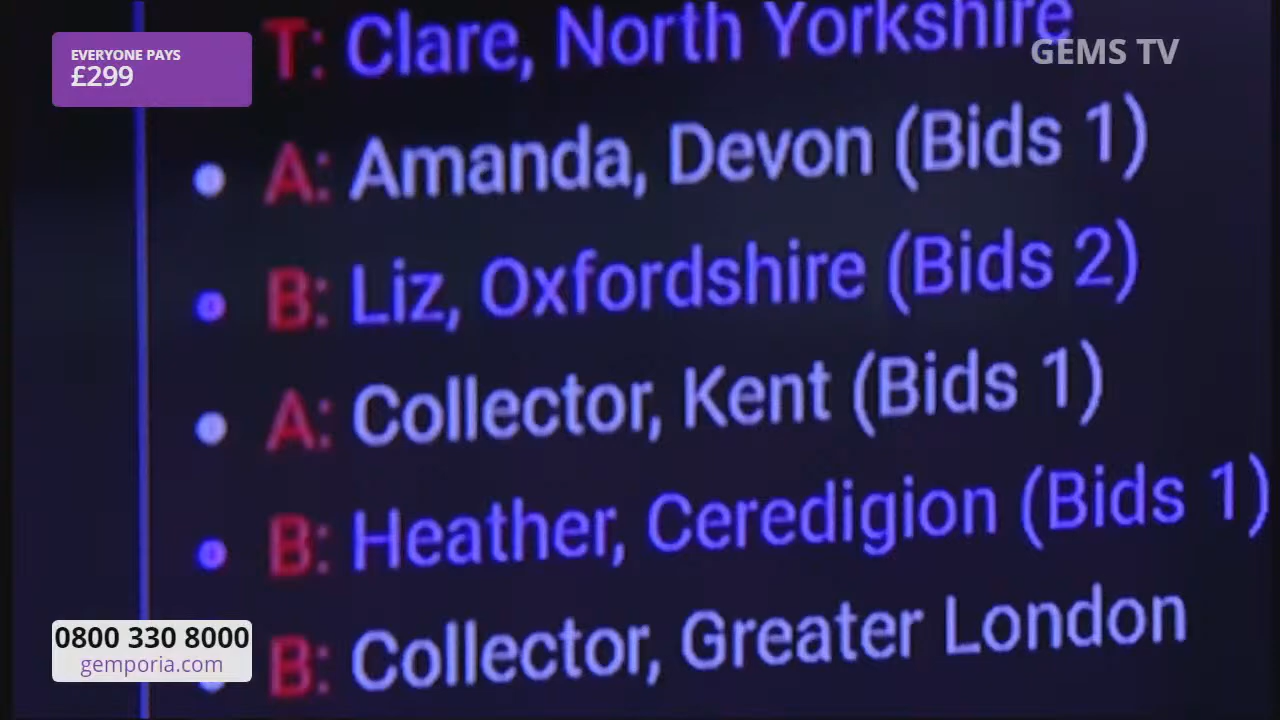 EVERYONE PAYS
£299
GEMS TV
T: Clare, North Yorkshire
A: Amanda, Devon (Bids 1)
B: Liz, Oxfordshire (Bids 2)
A: Collector, Kent (Bids 1)
B: Heather, Ceredigion (Bids 1)
B: Collector, Greater London
0800 330 8000
gemporia.com